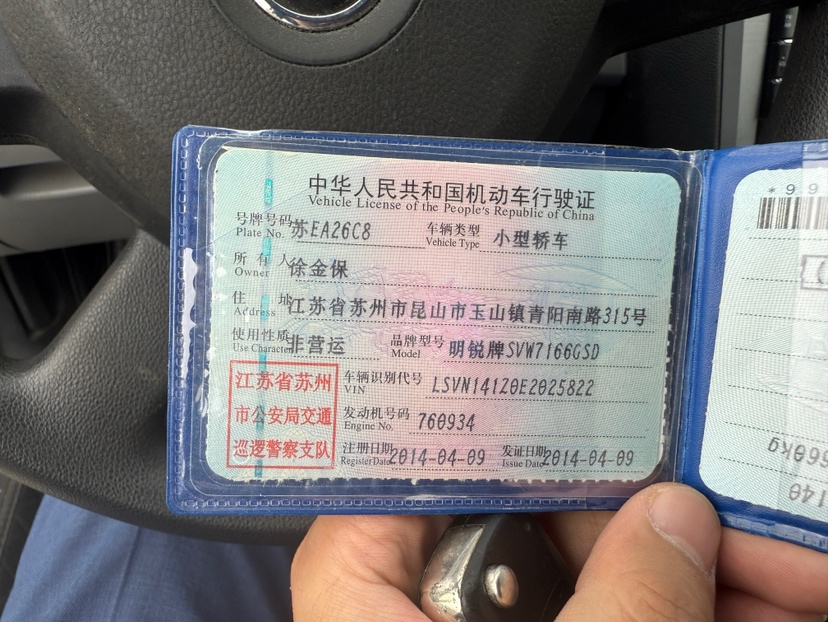 中华人民共和国机动车行驶证
Vehicle License of the People's Republic of China
号牌号码 苏EA26C8 车辆类型 小型轿车
Plate No. Vehicle Type
所有人 徐金保
Owner
住址 江苏省苏州市昆山市玉山镇青阳南路315号
Address
使用性质 非营运 品牌型号 明锐牌SVW7166GSD
Use Character Model
江苏省苏州
市公安局交通
巡逻警察支队
车辆识别代号 LSVN141Z0E2025822
VIN
发动机号码 760934
Engine No.
注册日期 2014-04-09 发证日期 2014-04-09
Register Date Issue Date
*99
660kg
140